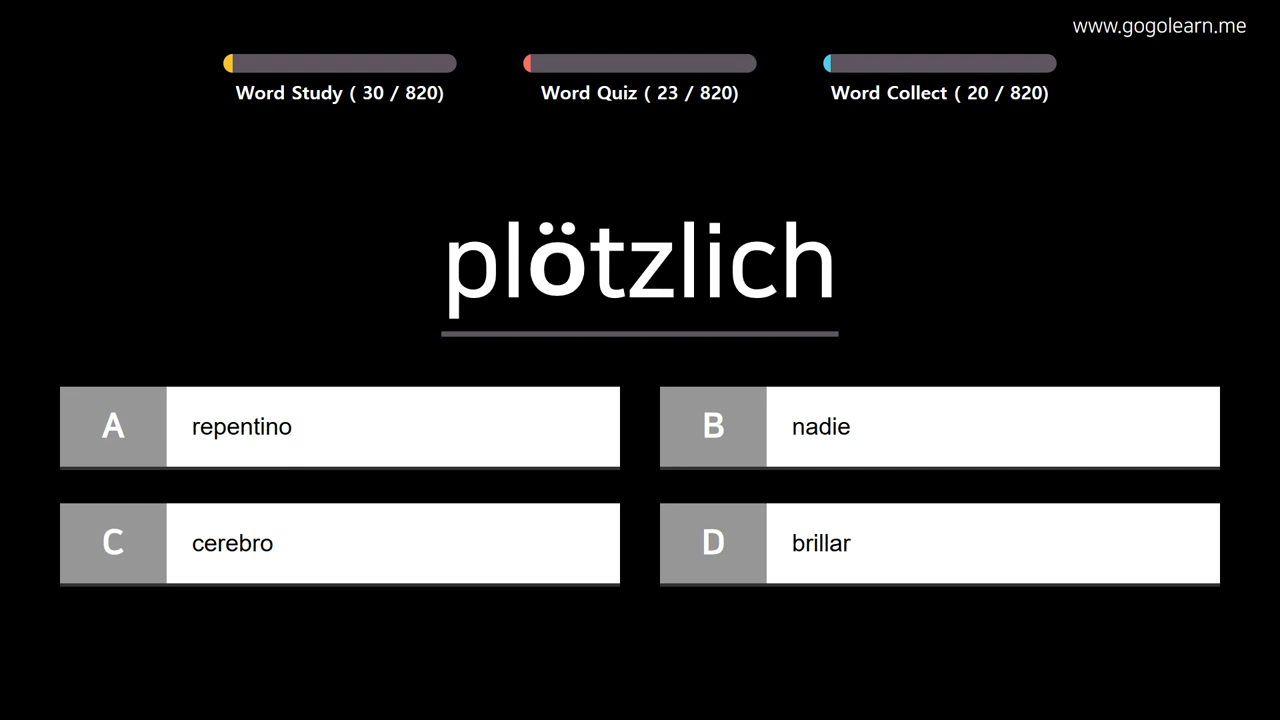 www.gogolearn.me
Word Study ( 30 / 820)
Word Quiz ( 23 / 820)
Word Collect ( 20 / 820)
plötzlich
A repentino
B nadie
C cerebro
D brillar